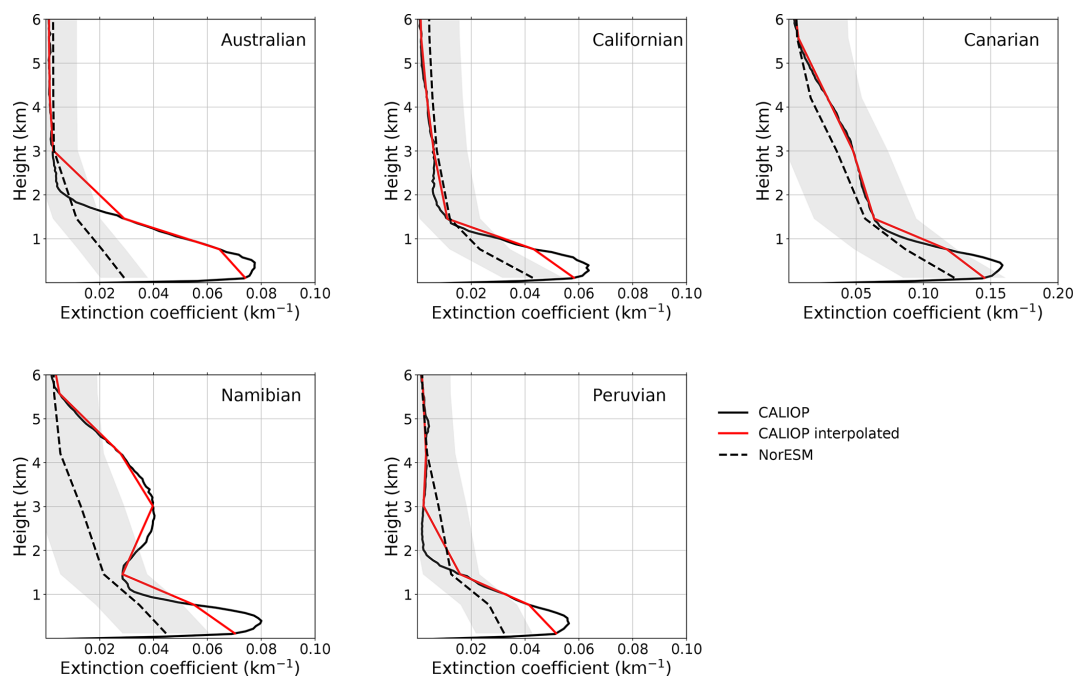 6
5
4
3
2
1
Height (km)
Australian
0.02 0.04 0.06 0.08 0.10
Extinction coefficient (km⁻¹)
6
5
4
3
2
1
Height (km)
Californian
0.02 0.04 0.06 0.08 0.10
Extinction coefficient (km⁻¹)
6
5
4
3
2
1
Height (km)
Canarian
0.05 0.10 0.15 0.20
Extinction coefficient (km⁻¹)
6
5
4
3
2
1
Height (km)
Namibian
0.02 0.04 0.06 0.08 0.10
Extinction coefficient (km⁻¹)
6
5
4
3
2
1
Height (km)
Peruvian
0.02 0.04 0.06 0.08 0.10
Extinction coefficient (km⁻¹)
CALIOP
CALIOP interpolated
NorESM